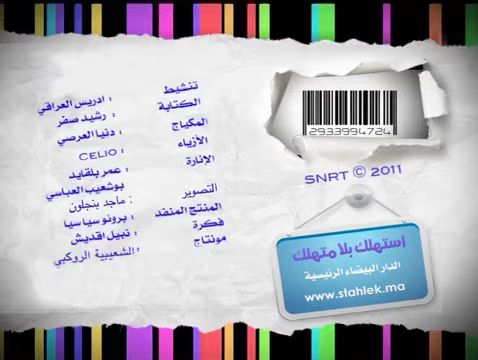 تنشيط : ادريس العراقي
الكتابة : رشيد صفر
المكياج : دنيا العرصي
الأزياء : CELIO
الإنارة : عمر بلقايد
التصوير بوشعيب العباسي
المنتج المنفد : ماجد بنجلون
فكرة : برونو سياسيا
مونتاج : نبيل اقديش
: الشعيبية الروكبي
2933994724
SNRT © 2011
استهلك بلا متهلك
الدار البيضاء الرئيسية
www.stahlek.ma